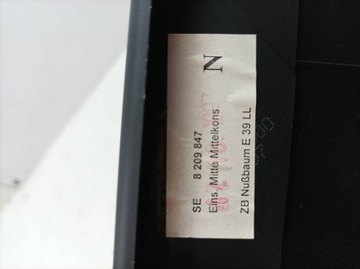 SE 8 209 847
Eins./Mitte Mittelkons
ZB Nußbaum E 39 LL
N